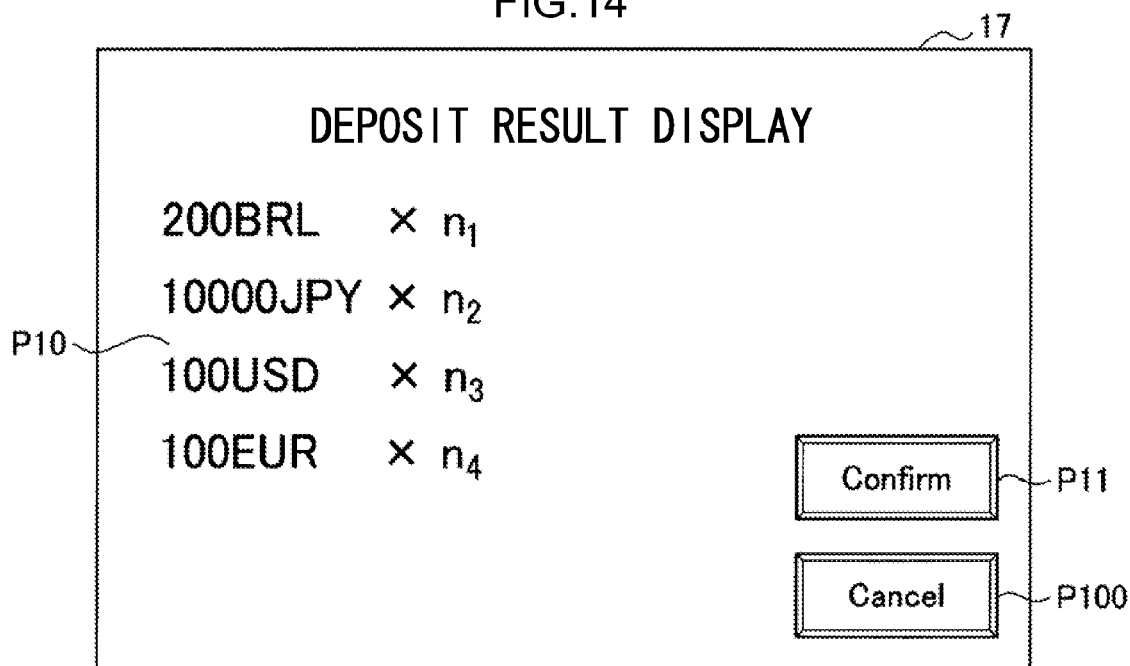 FIG.14
17
DEPOSIT RESULT DISPLAY
200BRL × n₁
10000JPY × n₂
P10
100USD × n₃
100EUR × n₄
Confirm P11
Cancel P100